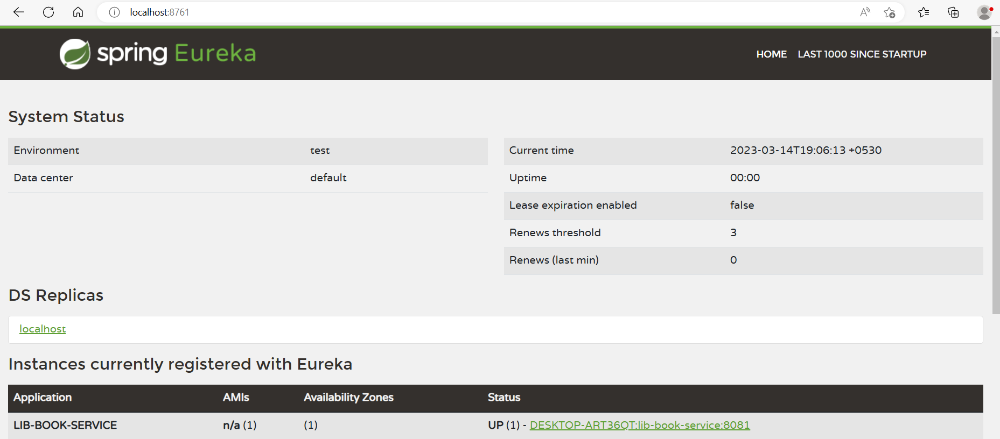 localhost:8761
spring Eureka
HOME LAST 1000 SINCE STARTUP
System Status
Environment test
Data center default
Current time 2023-03-14T19:06:13 +0530
Uptime 00:00
Lease expiration enabled false
Renews threshold 3
Renews (last min) 0
DS Replicas
localhost
Instances currently registered with Eureka
Application AMIs Availability Zones Status
LIB-BOOK-SERVICE n/a (1) (1) UP (1) - DESKTOP-ART36QT:lib-book-service:8081